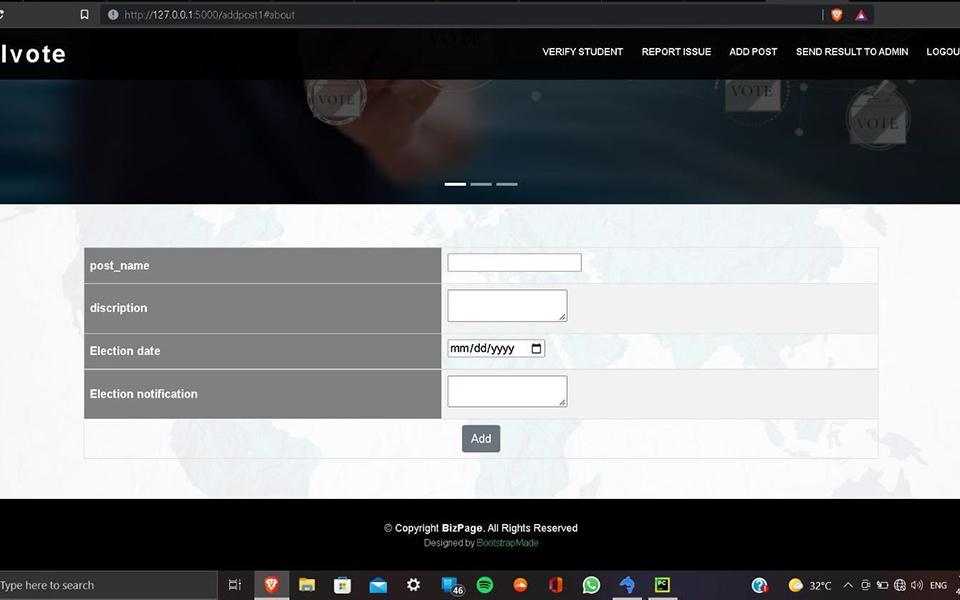 http://127.0.0.1:5000/addpost1#about
Ivote
VERIFY STUDENT
REPORT ISSUE
ADD POST
SEND RESULT TO ADMIN
LOGOU
VOTE
VOTE
VOTE
VOTE
post_name
discription
Election date
mm/dd/yyyy
Election notification
Add
© Copyright BizPage. All Rights Reserved
Designed by BootstrapMade
Type here to search
46
PC
32°C
ENG